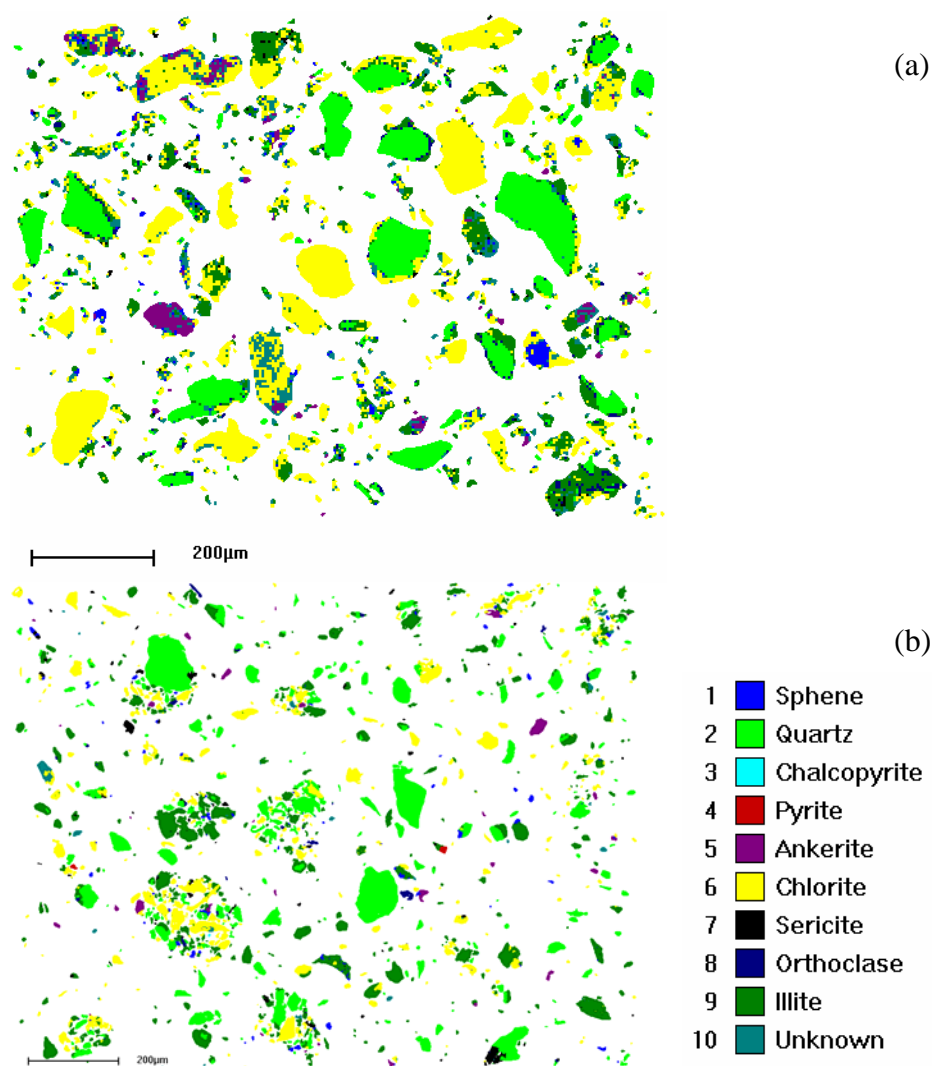 (a)
200µm
(b)
1 Sphene
2 Quartz
3 Chalcopyrite
4 Pyrite
5 Ankerite
6 Chlorite
7 Sericite
8 Orthoclase
9 Illite
10 Unknown
200µm